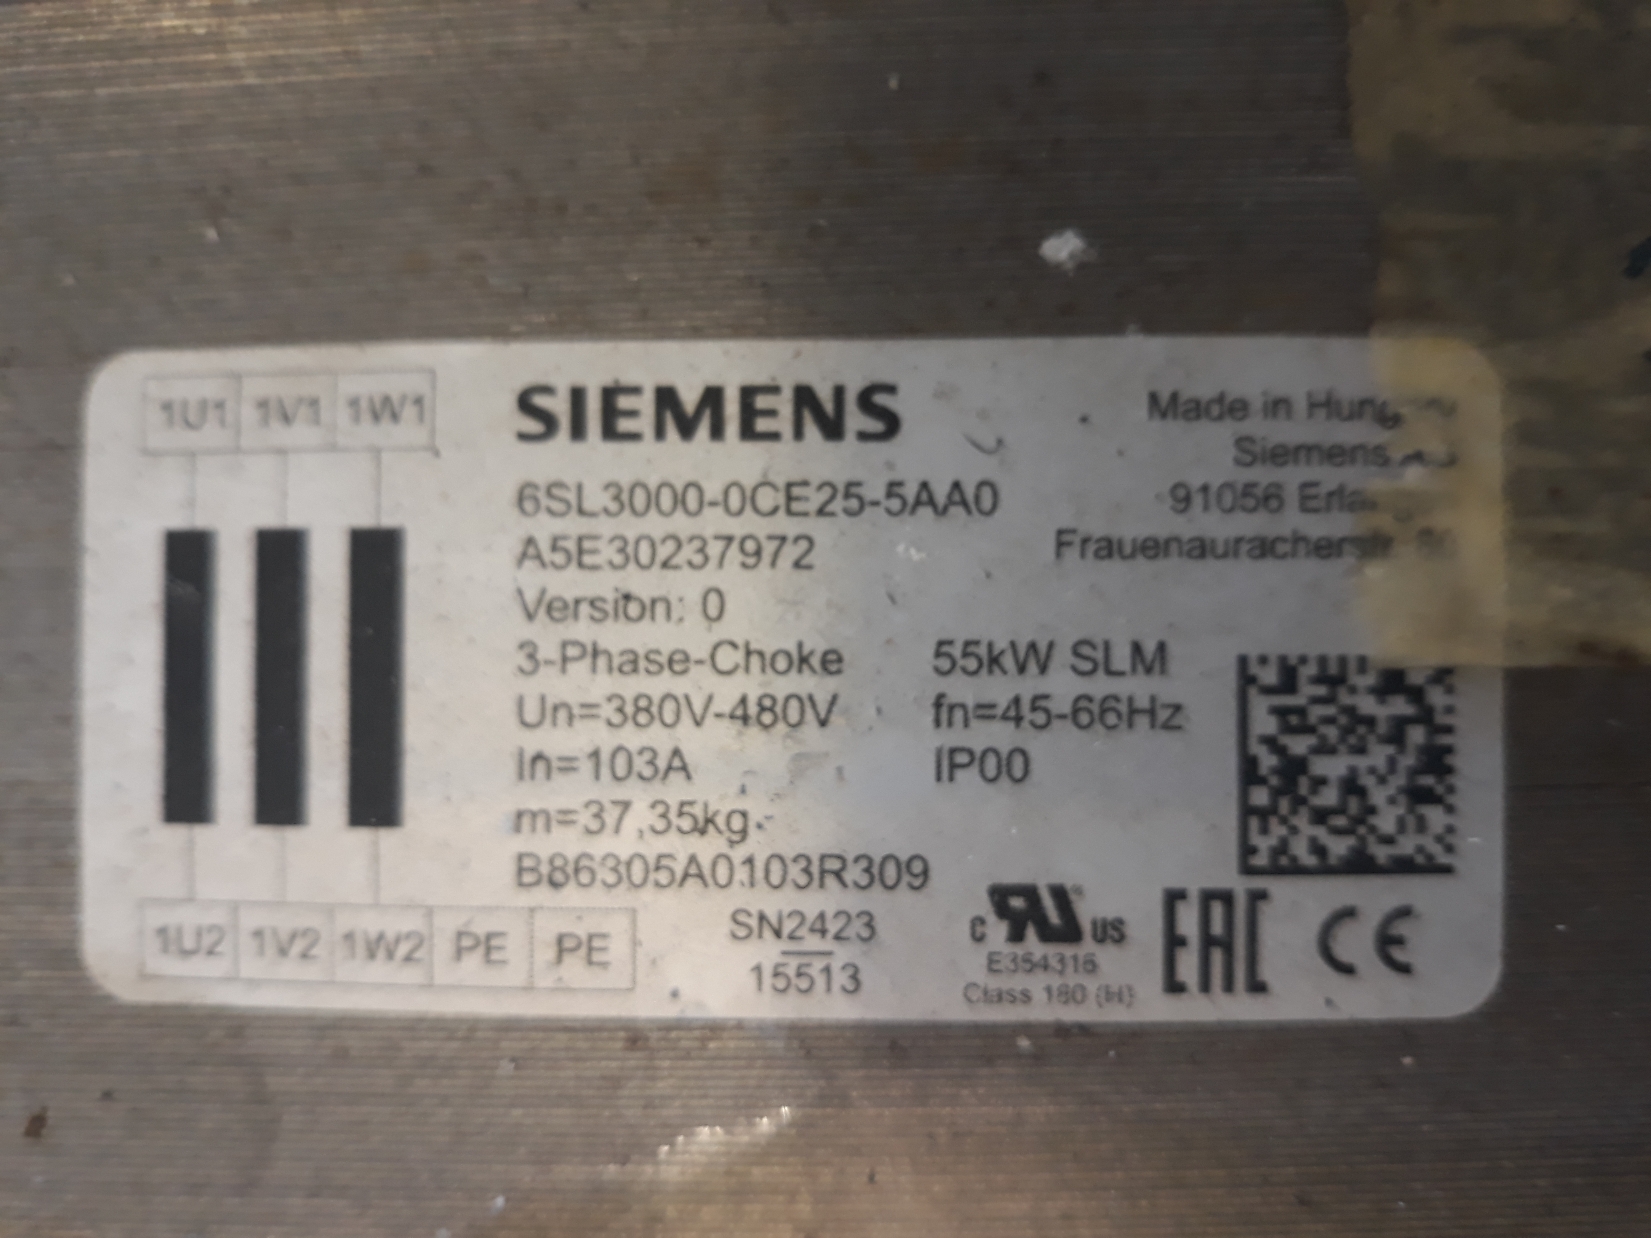 1U1 1V1 1W1
SIEMENS
6SL3000-0CE25-5AA0
A5E30237972
Version: 0
3-Phase-Choke 55kW SLM
Un=380V-480V fn=45-66Hz
In=103A IP00
m=37,35kg
B86305A0103R309
Made in
Siemens
91056
1U2 1V2 1W2 PE PE
SN2423
15513
c RU US
E354316
Class 180 (H)
EAC CE